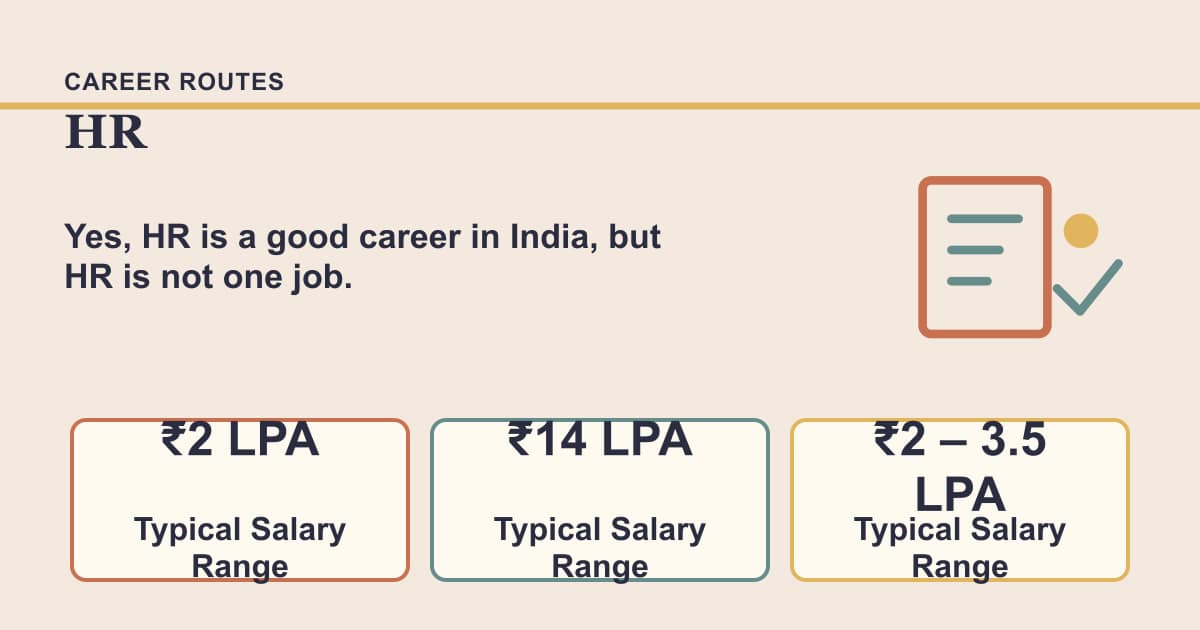 CAREER ROUTES
HR
Yes, HR is a good career in India, but
HR is not one job.
₹2 LPA
Typical Salary
Range
₹14 LPA
Typical Salary
Range
₹2 – 3.5
LPA
Typical Salary
Range